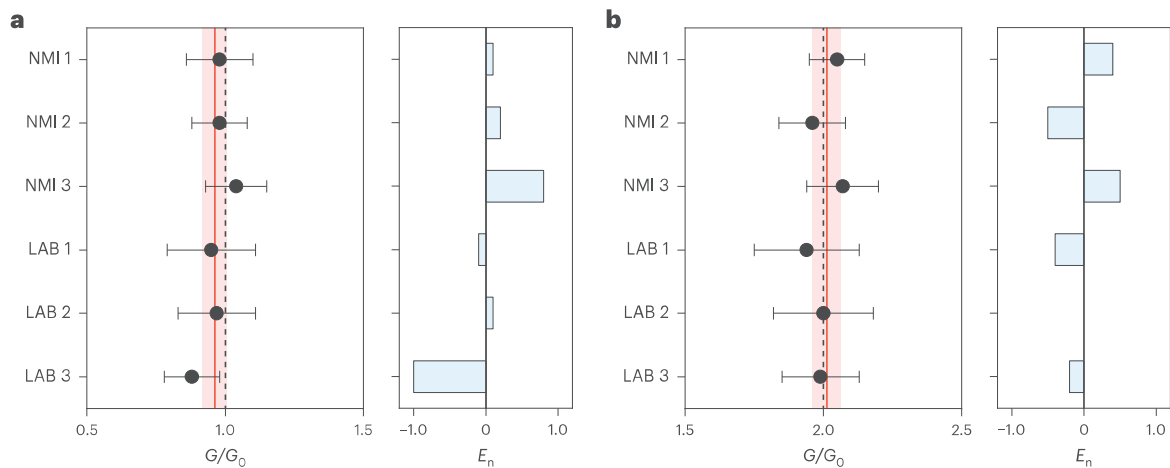 a
NMI 1
NMI 2
NMI 3
LAB 1
LAB 2
LAB 3
0.5
1.0
1.5
G/G0
−1.0
0
1.0
En
b
NMI 1
NMI 2
NMI 3
LAB 1
LAB 2
LAB 3
1.5
2.0
2.5
G/G0
−1.0
0
1.0
En